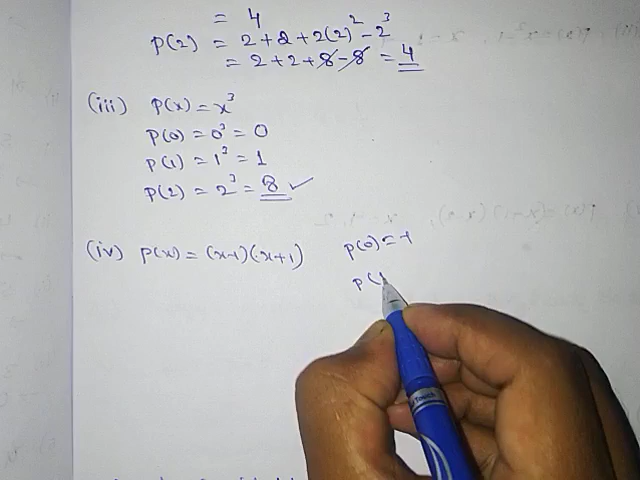 = 4
p(2) = 2+2+2(2)²-2³
= 2+2+8-8 = 4
(iii) p(x) = x³
p(0) = 0³ = 0
p(1) = 1³ = 1
p(2) = 2³ = 8 ✓
(iv) p(x) = (x-1)(x+1) p(0) = -1
p(
Touch